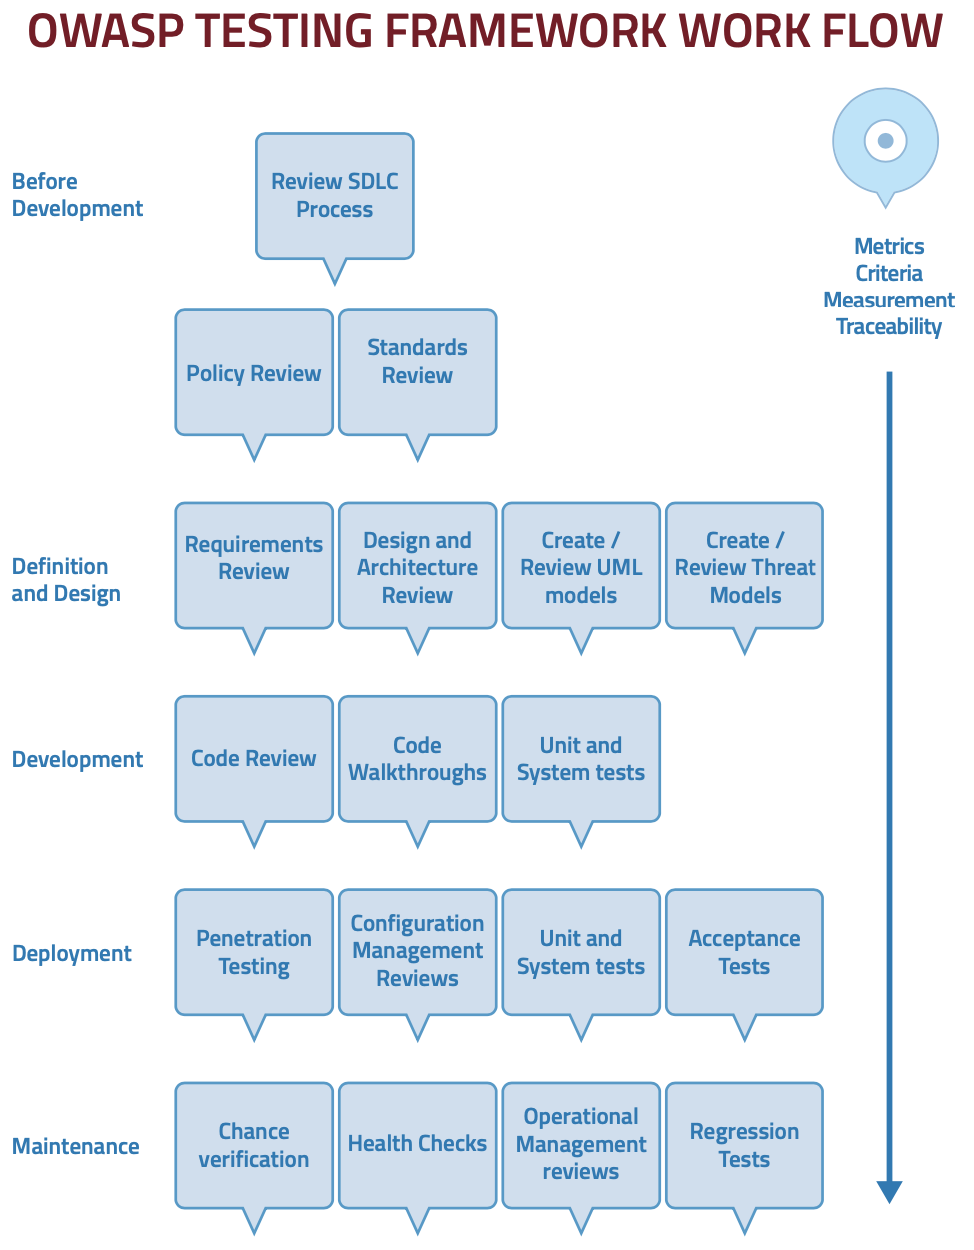 OWASP TESTING FRAMEWORK WORK FLOW
Before
Development
Review SDLC
Process
Metrics
Criteria
Measurement
Traceability
Policy Review
Standards
Review
Definition
and Design
Requirements
Review
Design and
Architecture
Review
Create /
Review UML
models
Create /
Review Threat
Models
Development
Code Review
Code
Walkthroughs
Unit and
System tests
Deployment
Penetration
Testing
Configuration
Management
Reviews
Unit and
System tests
Acceptance
Tests
Maintenance
Chance
verification
Health Checks
Operational
Management
reviews
Regression
Tests